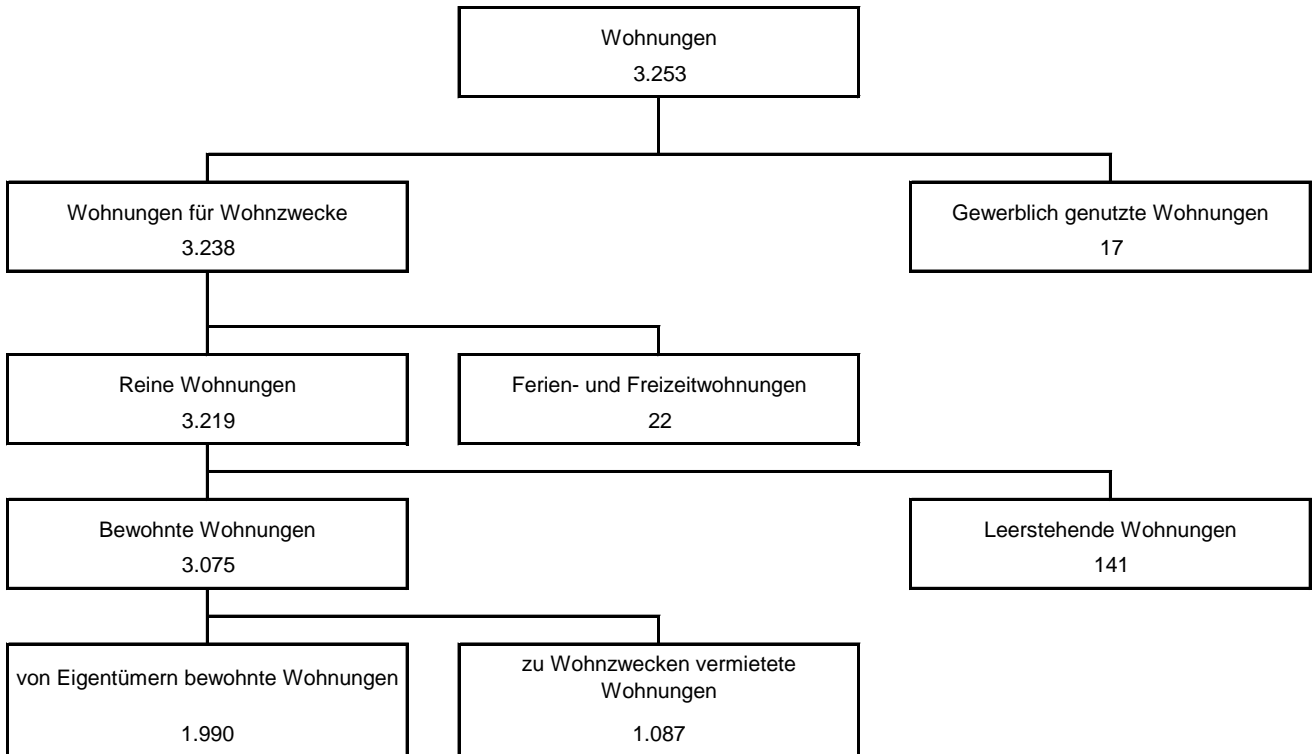 Wohnungen
3.253
Wohnungen für Wohnzwecke
3.238
Gewerblich genutzte Wohnungen
17
Reine Wohnungen
3.219
Ferien- und Freizeitwohnungen
22
Bewohnte Wohnungen
3.075
Leerstehende Wohnungen
141
von Eigentümern bewohnte Wohnungen
1.990
zu Wohnzwecken vermietete
Wohnungen
1.087